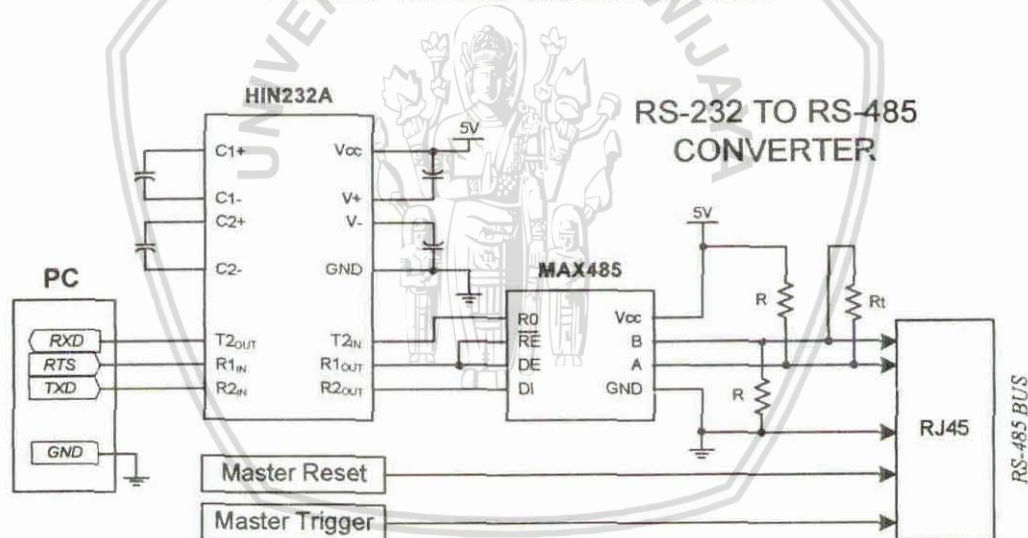 HIN232A
RS-232 TO RS-485
CONVERTER
5V
C1+
Vcc
C1-
V+
C2+
V-
5V
C2-
GND
MAX485
PC
R
Rt
RO
Vcc
RXD
T2OUT
T2IN
RE
B
RTS
R1IN
R1OUT
DE
A
TXD
R2IN
R2OUT
DI
GND
R
RJ45
RS-485 BUS
GND
Master Reset
Master Trigger